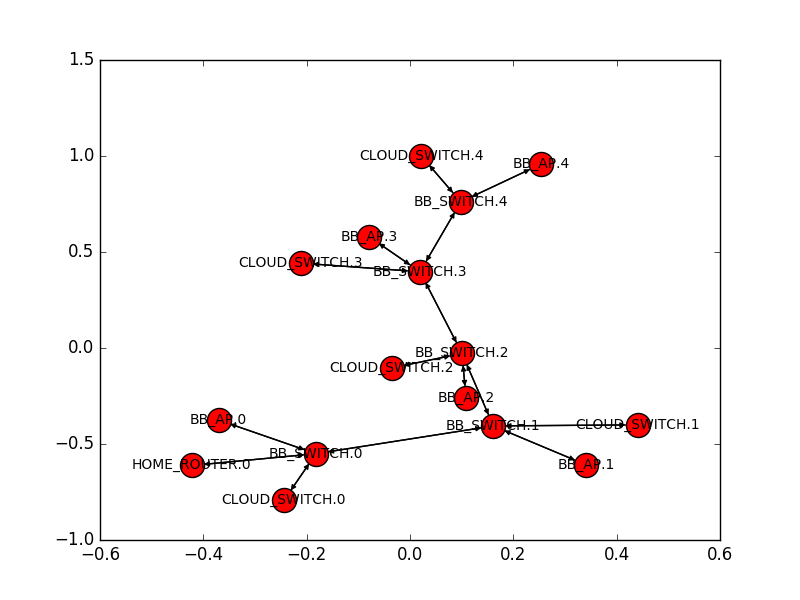 1.5
CLOUD_SWITCH.4
BB_AP.4
1.0
BB_SWITCH.4
BB_AP.3
0.5
CLOUD_SWITCH.3
BB_SWITCH.3
0.0
BB_SWITCH.2
CLOUD_SWITCH.2
BB_AP.2
BB_AP.0
BB_SWITCH.1
CLOUD_SWITCH.1
−0.5
BB_SWITCH.0
HOME_ROUTER.0
BB_AP.1
CLOUD_SWITCH.0
−1.0
−0.6 −0.4 −0.2 0.0 0.2 0.4 0.6